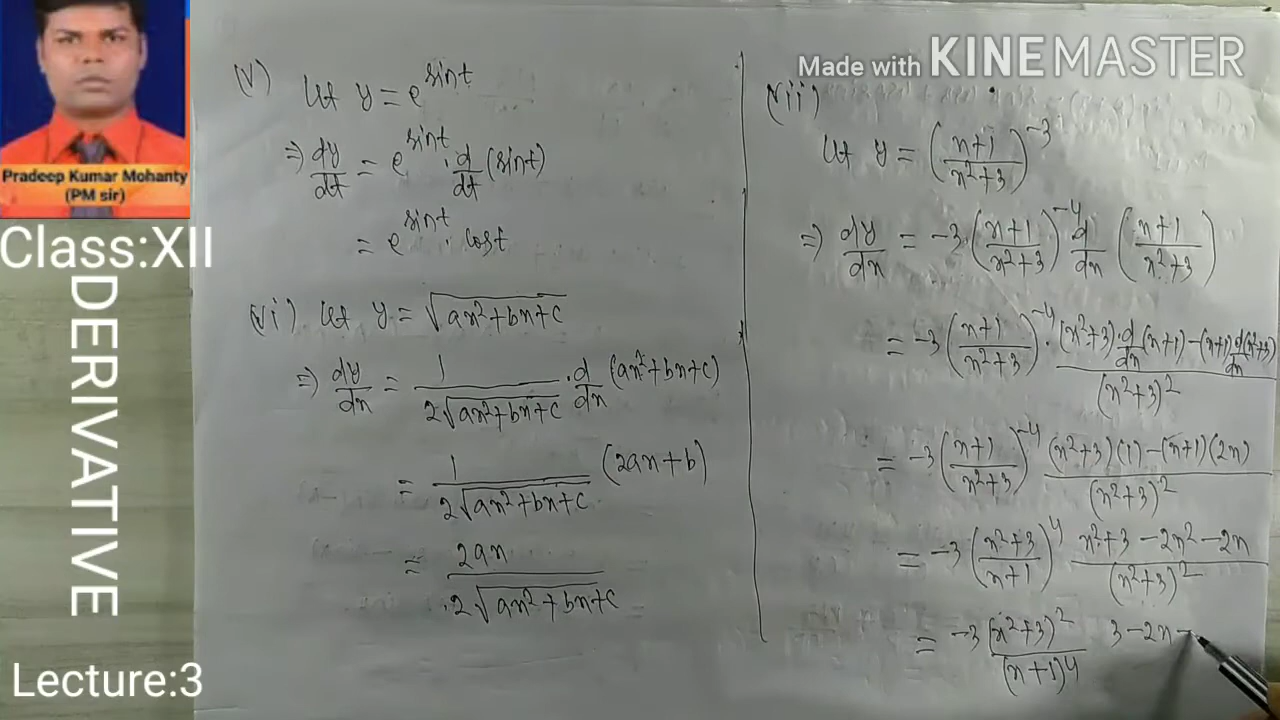 Made with KINEMASTER
Pradeep Kumar Mohanty
(PM sir)
Class:XII
DERIVATIVE
Lecture:3
(v) Let y = e^sint
⇒ dy/dt = e^sint . d/dt (sint)
= e^sint . cost
(vi) Let y = √(ax²+bx+c)
⇒ dy/dx = 1/(2√(ax²+bx+c)) . d/dx (ax²+bx+c)
= 1/(2√(ax²+bx+c)) (2ax+b)
= 2ax/(2√(ax²+bx+c))
(vii)
Let y = ((x+1)/(x²+3))^-3
⇒ dy/dx = -3.((x+1)/(x²+3))^-4 d/dx ((x+1)/(x²+3))
= -3((x+1)/(x²+3))^-4 . ((x²+3).d/dx(x+1) - (x+1)d/dx(x²+3))/(x²+3)²
= -3((x+1)/(x²+3))^-4 ((x²+3)(1) - (x+1)(2x))/(x²+3)²
= -3((x²+3)/(x+1))^4 (x²+3 - 2x² - 2x)/(x²+3)²
= -3(x²+3)²/(x+1)^4 3 - 2x -